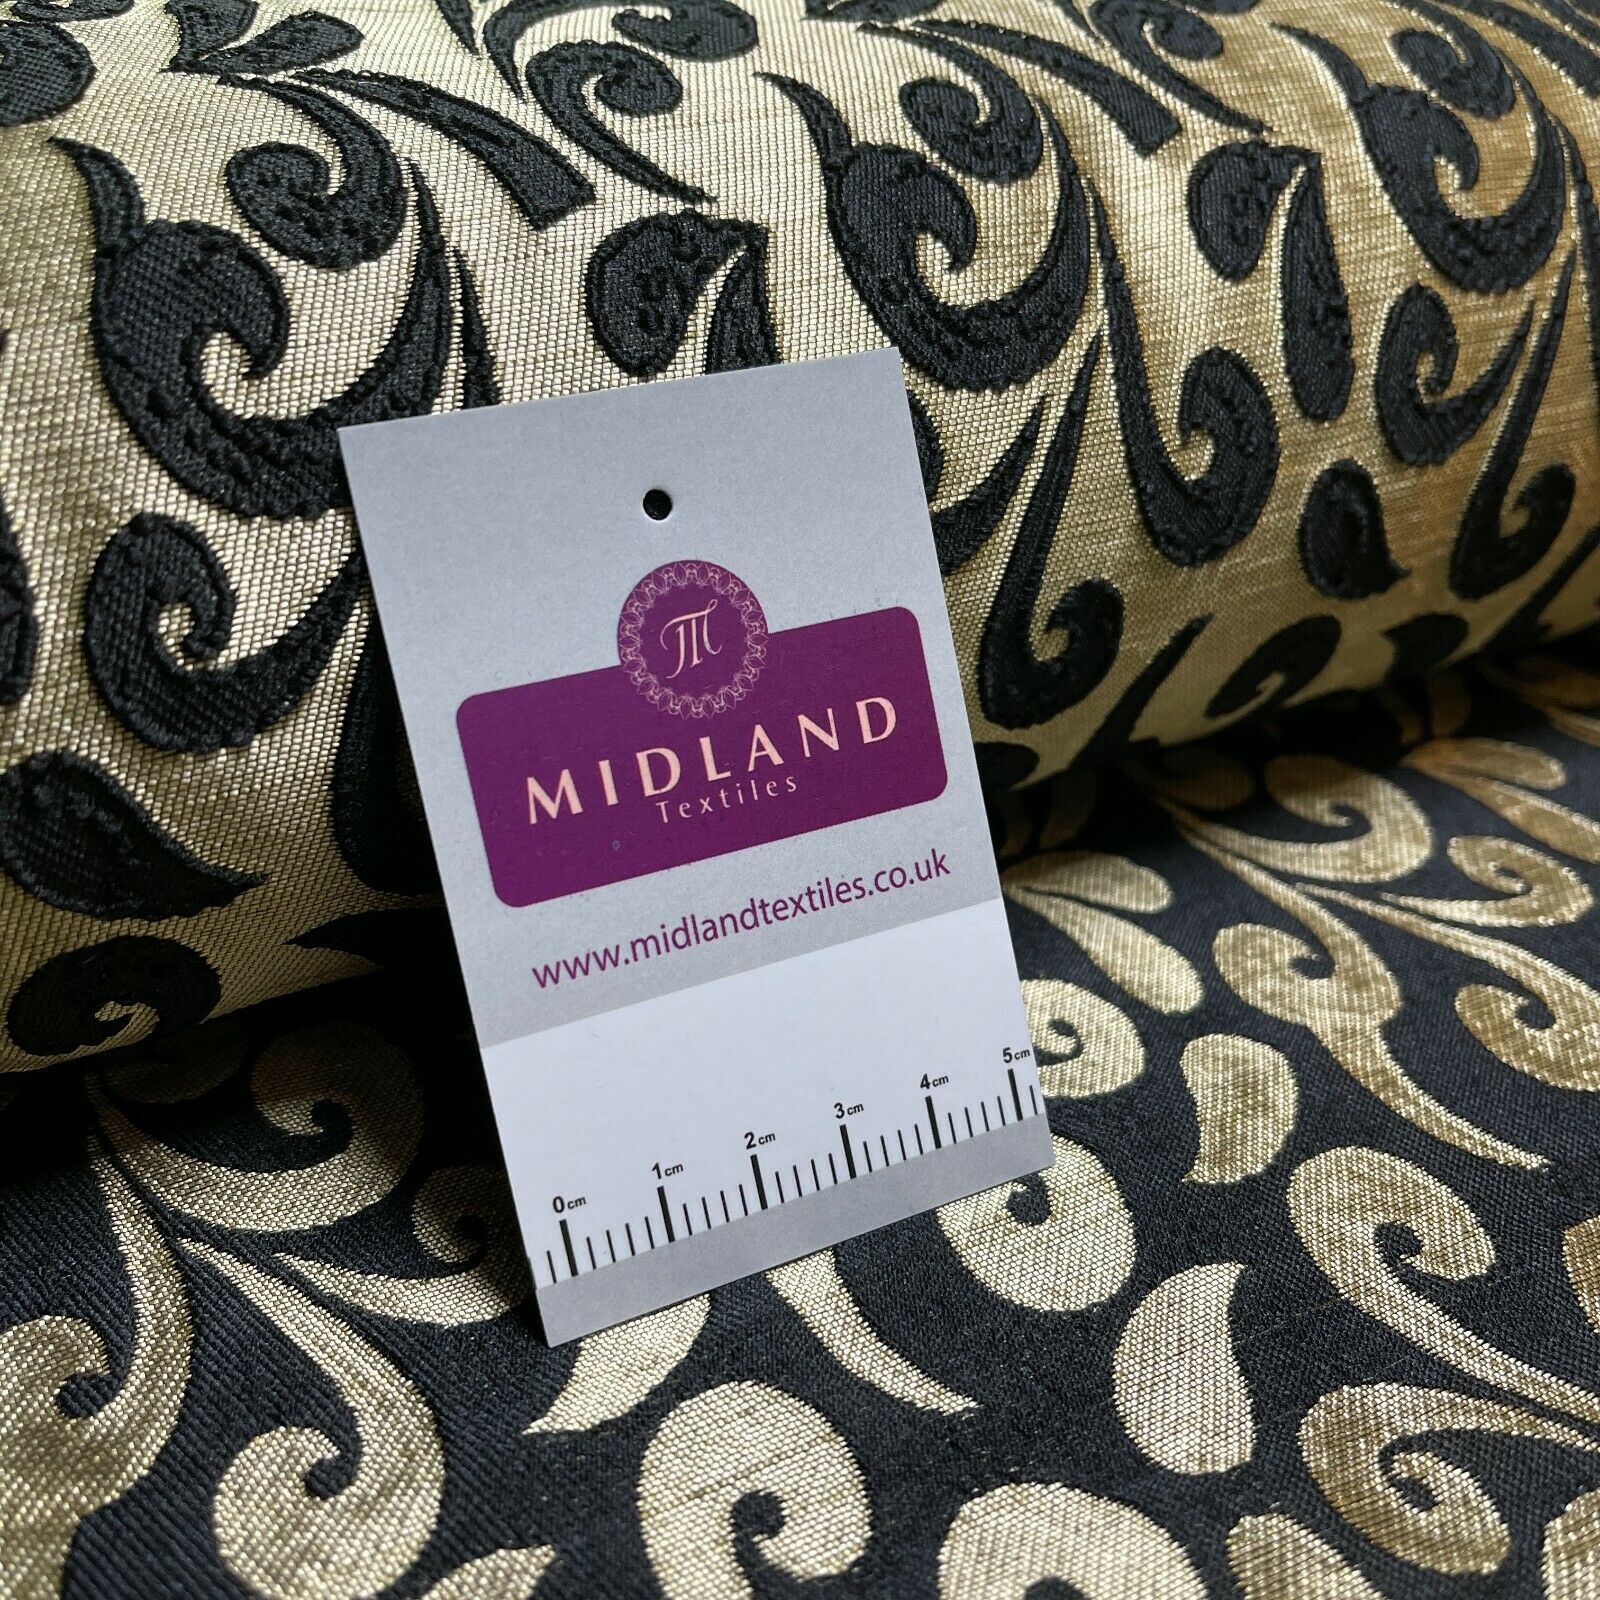 M
MIDLAND
Textiles
www.midlandtextiles.co.uk
0cm 1cm 2cm 3cm 4cm 5cm